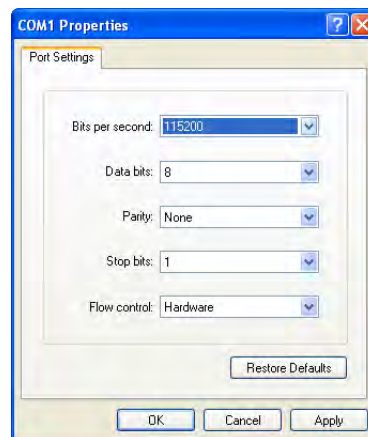 COM1 Properties
Port Settings
Bits per second: 115200
Data bits: 8
Parity: None
Stop bits: 1
Flow control: Hardware
Restore Defaults
OK Cancel Apply